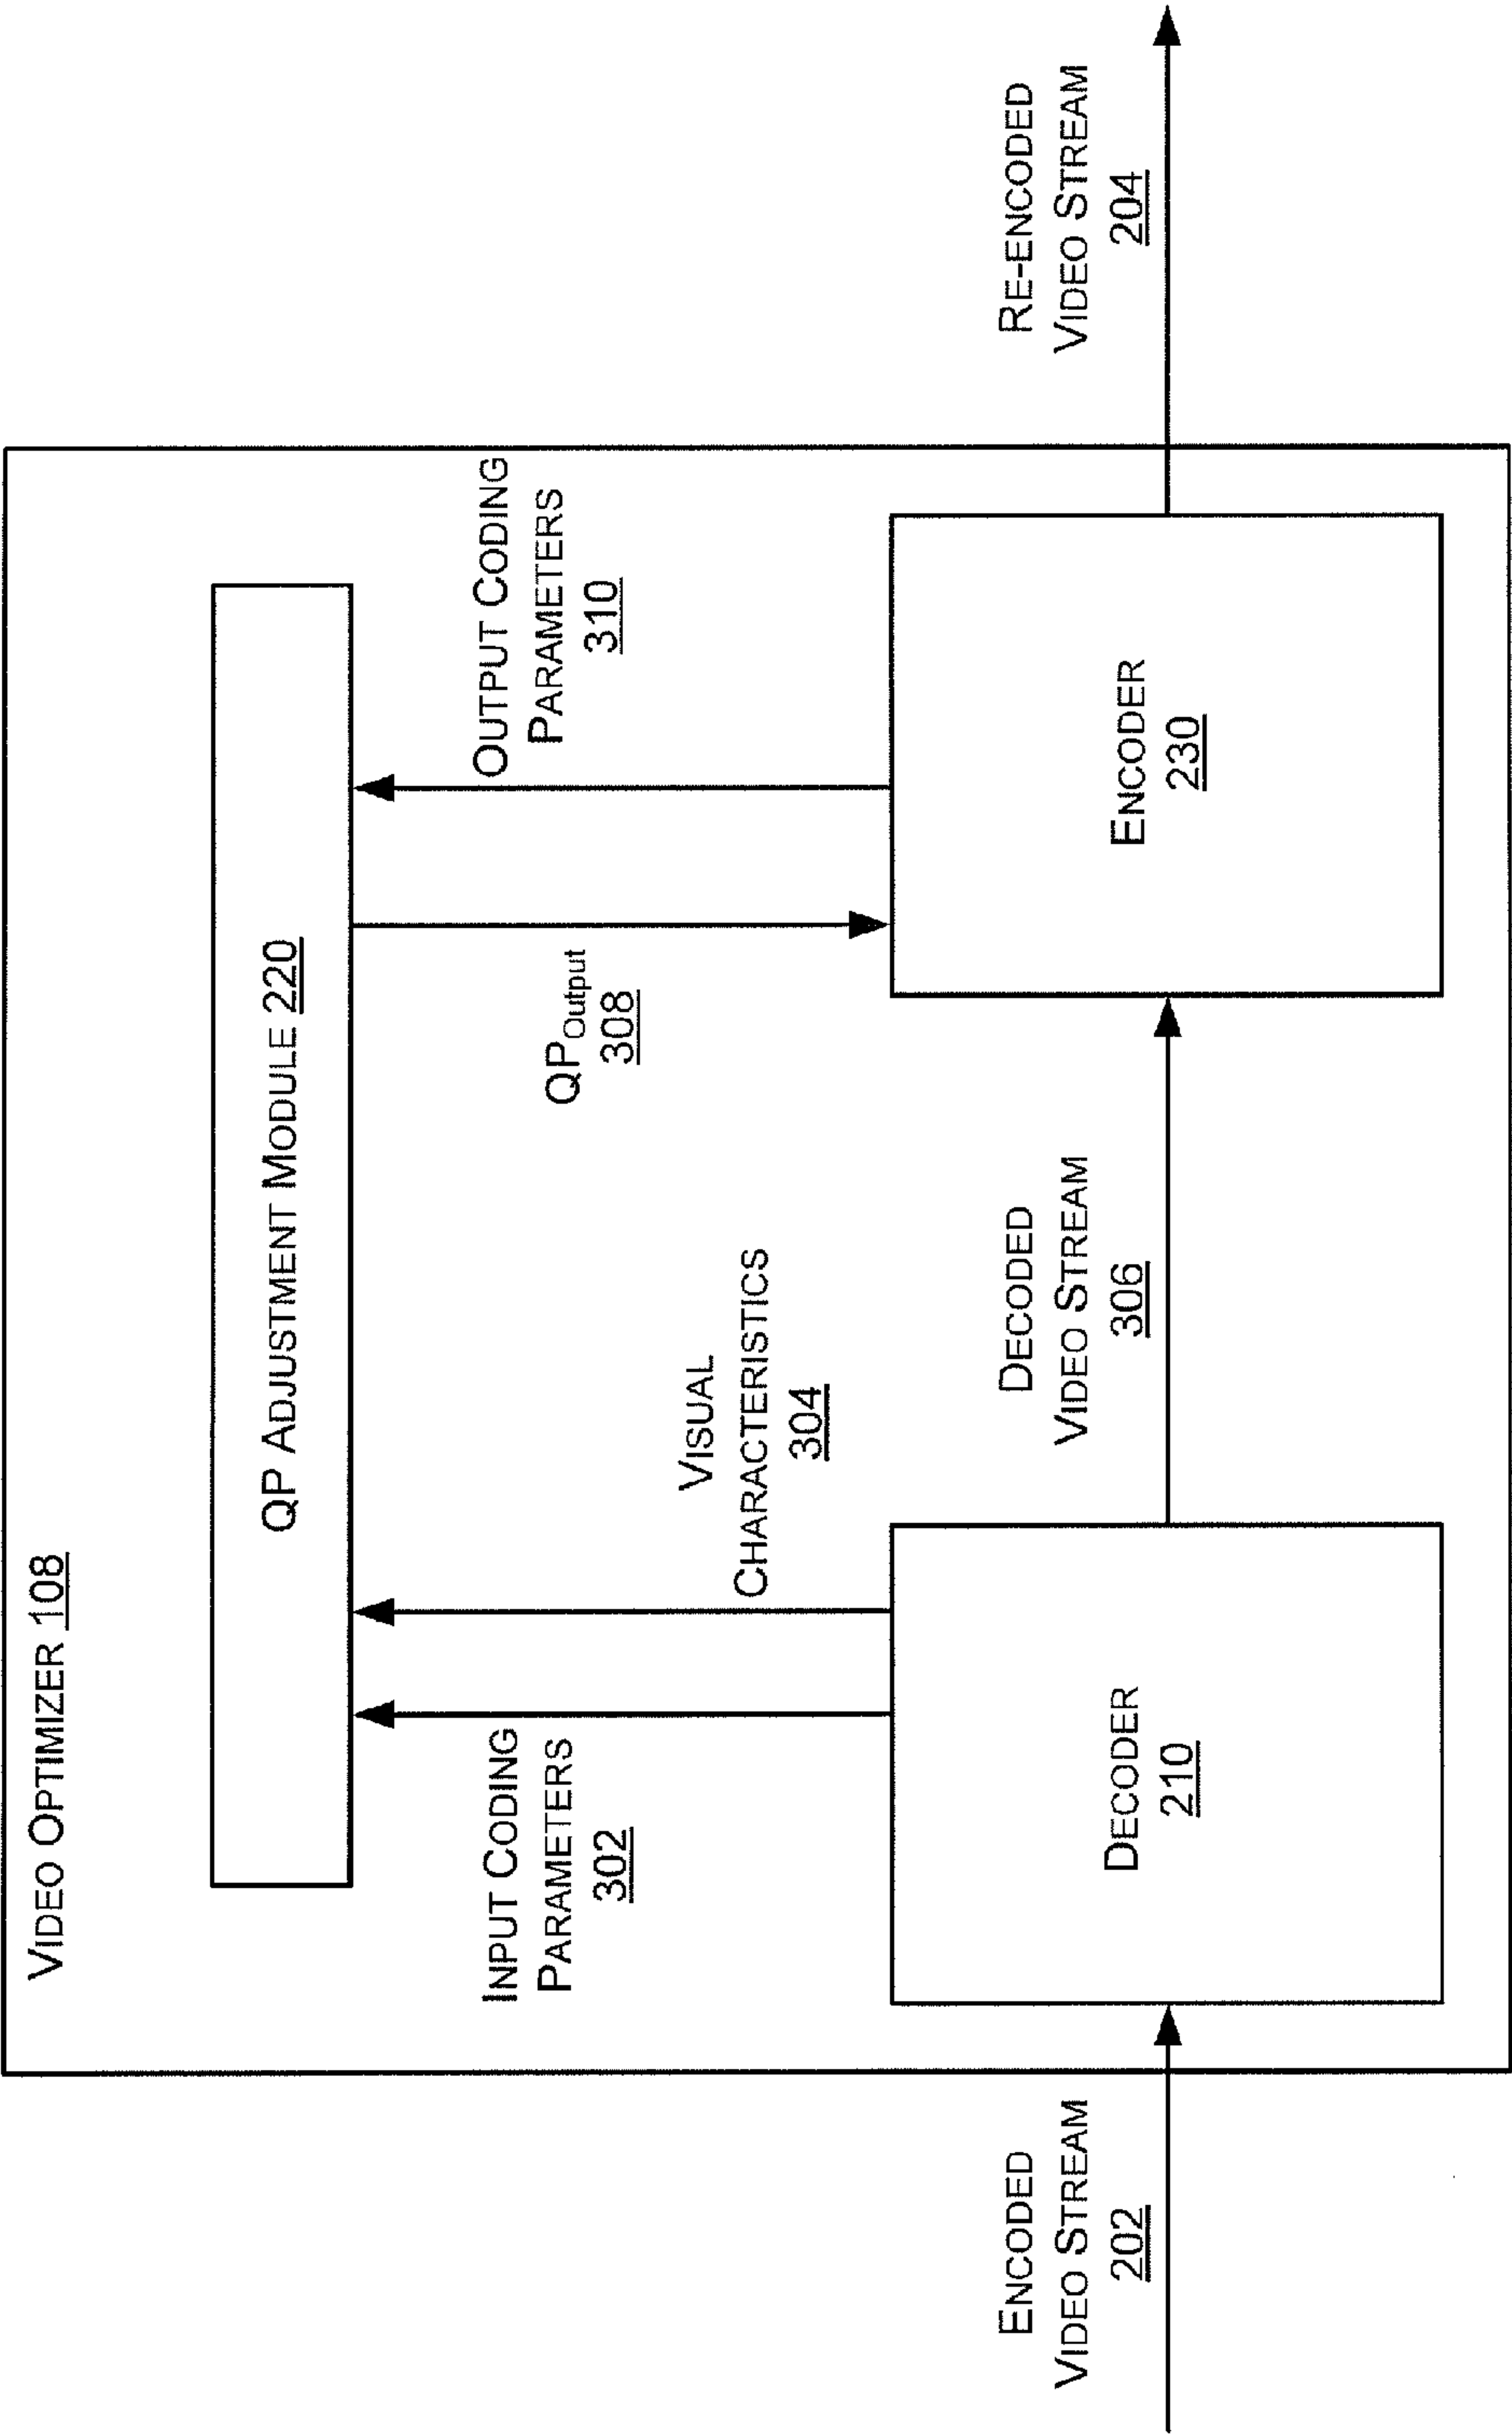 VIDEO OPTIMIZER 108
QP ADJUSTMENT MODULE 220
INPUT CODING
PARAMETERS
302
VISUAL
CHARACTERISTICS
304
QPOutput
308
OUTPUT CODING
PARAMETERS
310
ENCODED
VIDEO STREAM
202
DECODER
210
DECODED
VIDEO STREAM
306
ENCODER
230
RE-ENCODED
VIDEO STREAM
204